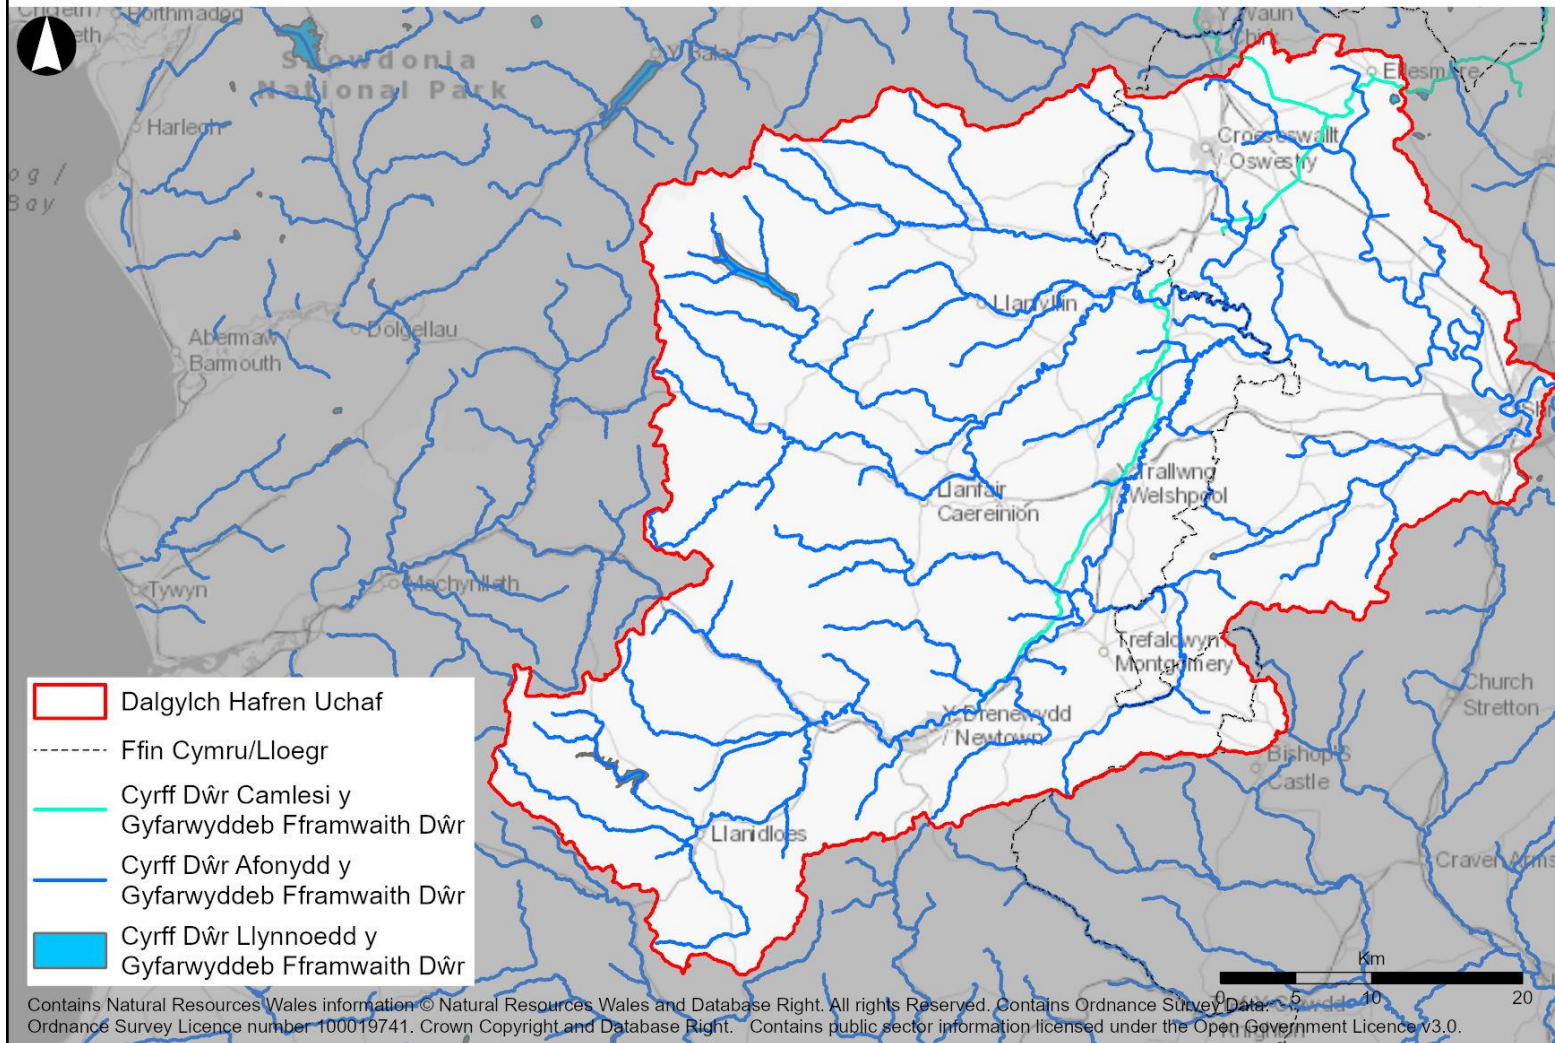 Porthmadog
Y Waun
Chirk
Snowdonia
National Park
Y Bala
Ellesmere
Harlech
Croesoswallt
/ Oswestry
og /
Bay
Llanfyllin
Abermaw /
Barmouth
Dolgellau
Y Trallwng
/ Welshpool
Llanfair
Caereinion
Tywyn
Machynlleth
Trefaldwyn /
Montgomery
Church
Stretton
Y Drenewydd
/ Newtown
Bishop'S
Castle
Llanidloes
Craven Arms
Dalgylch Hafren Uchaf
Ffin Cymru/Lloegr
Cyrff Dŵr Camlesi y
Gyfarwyddeb Fframwaith Dŵr
Cyrff Dŵr Afonydd y
Gyfarwyddeb Fframwaith Dŵr
Cyrff Dŵr Llynnoedd y
Gyfarwyddeb Fframwaith Dŵr
Km
0 5 10 20
Contains Natural Resources Wales information © Natural Resources Wales and Database Right. All rights Reserved. Contains Ordnance Survey Data.
Ordnance Survey Licence number 100019741. Crown Copyright and Database Right. Contains public sector information licensed under the Open Government Licence v3.0.